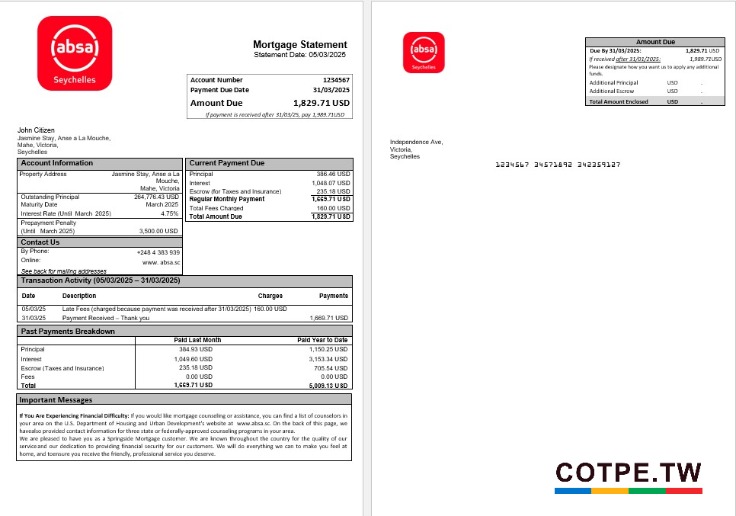 absa
Seychelles
Mortgage Statement
Statement Date: 05/03/2025
Account Number 1234567
Payment Due Date 31/03/2025
Amount Due 1,829.71 USD
If payment is received after 31/03/25, pay 1,989.71USD
John Citizen
Jasmine Stay, Anse a La Mouche,
Mahe, Victoria,
Seychelles
Account Information
Property Address Jasmine Stay, Anse a La
Mouche,
Mahe, Victoria
Outstanding Principal 264,776.43 USD
Maturity Date March 2025
Interest Rate (Until March 2025) 4.75%
Prepayment Penalty
(Until March 2025) 3,500.00 USD
Contact Us
By Phone: +248 4 383 939
Online: www. absa.sc
See back for mailing addresses
Current Payment Due
Principal 386.46 USD
Interest 1,048.07 USD
Escrow (for Taxes and Insurance) 235.18 USD
Regular Monthly Payment 1,669.71 USD
Total Fees Charged 160.00 USD
Total Amount Due 1,829.71 USD
Transaction Activity (05/03/2025 – 31/03/2025)
Date Description Charges Payments
05/03/25 Late Fees (charged because payment was received after 31/03/2025) 160.00 USD
31/03/25 Payment Received – Thank you 1,669.71 USD
Past Payments Breakdown
Paid Last Month Paid Year to Date
Principal 384.93 USD 1,150.25 USD
Interest 1,049.60 USD 3,153.34 USD
Escrow (Taxes and Insurance) 235.18 USD 705.54 USD
Fees 0.00 USD 0.00 USD
Total 1,669.71 USD 5,009.13 USD
Important Messages
If You Are Experiencing Financial Difficulty: If you would like mortgage counseling or assistance, you can find a list of counselors in
your area on the U.S. Department of Housing and Urban Development's website at www.absa.sc. On the back of this page, we
havealso provided contact information for three state or federally-approved counseling programs in your area.
We are pleased to have you as a Springside Mortgage customer. We are known throughout the country for the quality of our
serviceand our dedication to providing financial security for our customers. We will do everything we can to make you feel at
home, and toensure you receive the friendly, professional service you deserve.
absa
Seychelles
Amount Due
Due By 31/03/2025: 1,829.71 USD
If received after 31/03/2025: 1,989.71USD
Please designate how you want us to apply any additional
funds.
Additional Principal USD .
Additional Escrow USD .
Total Amount Enclosed USD .
Independence Ave,
Victoria,
Seychelles
1234567 34571892 342359127
COTPE.TW